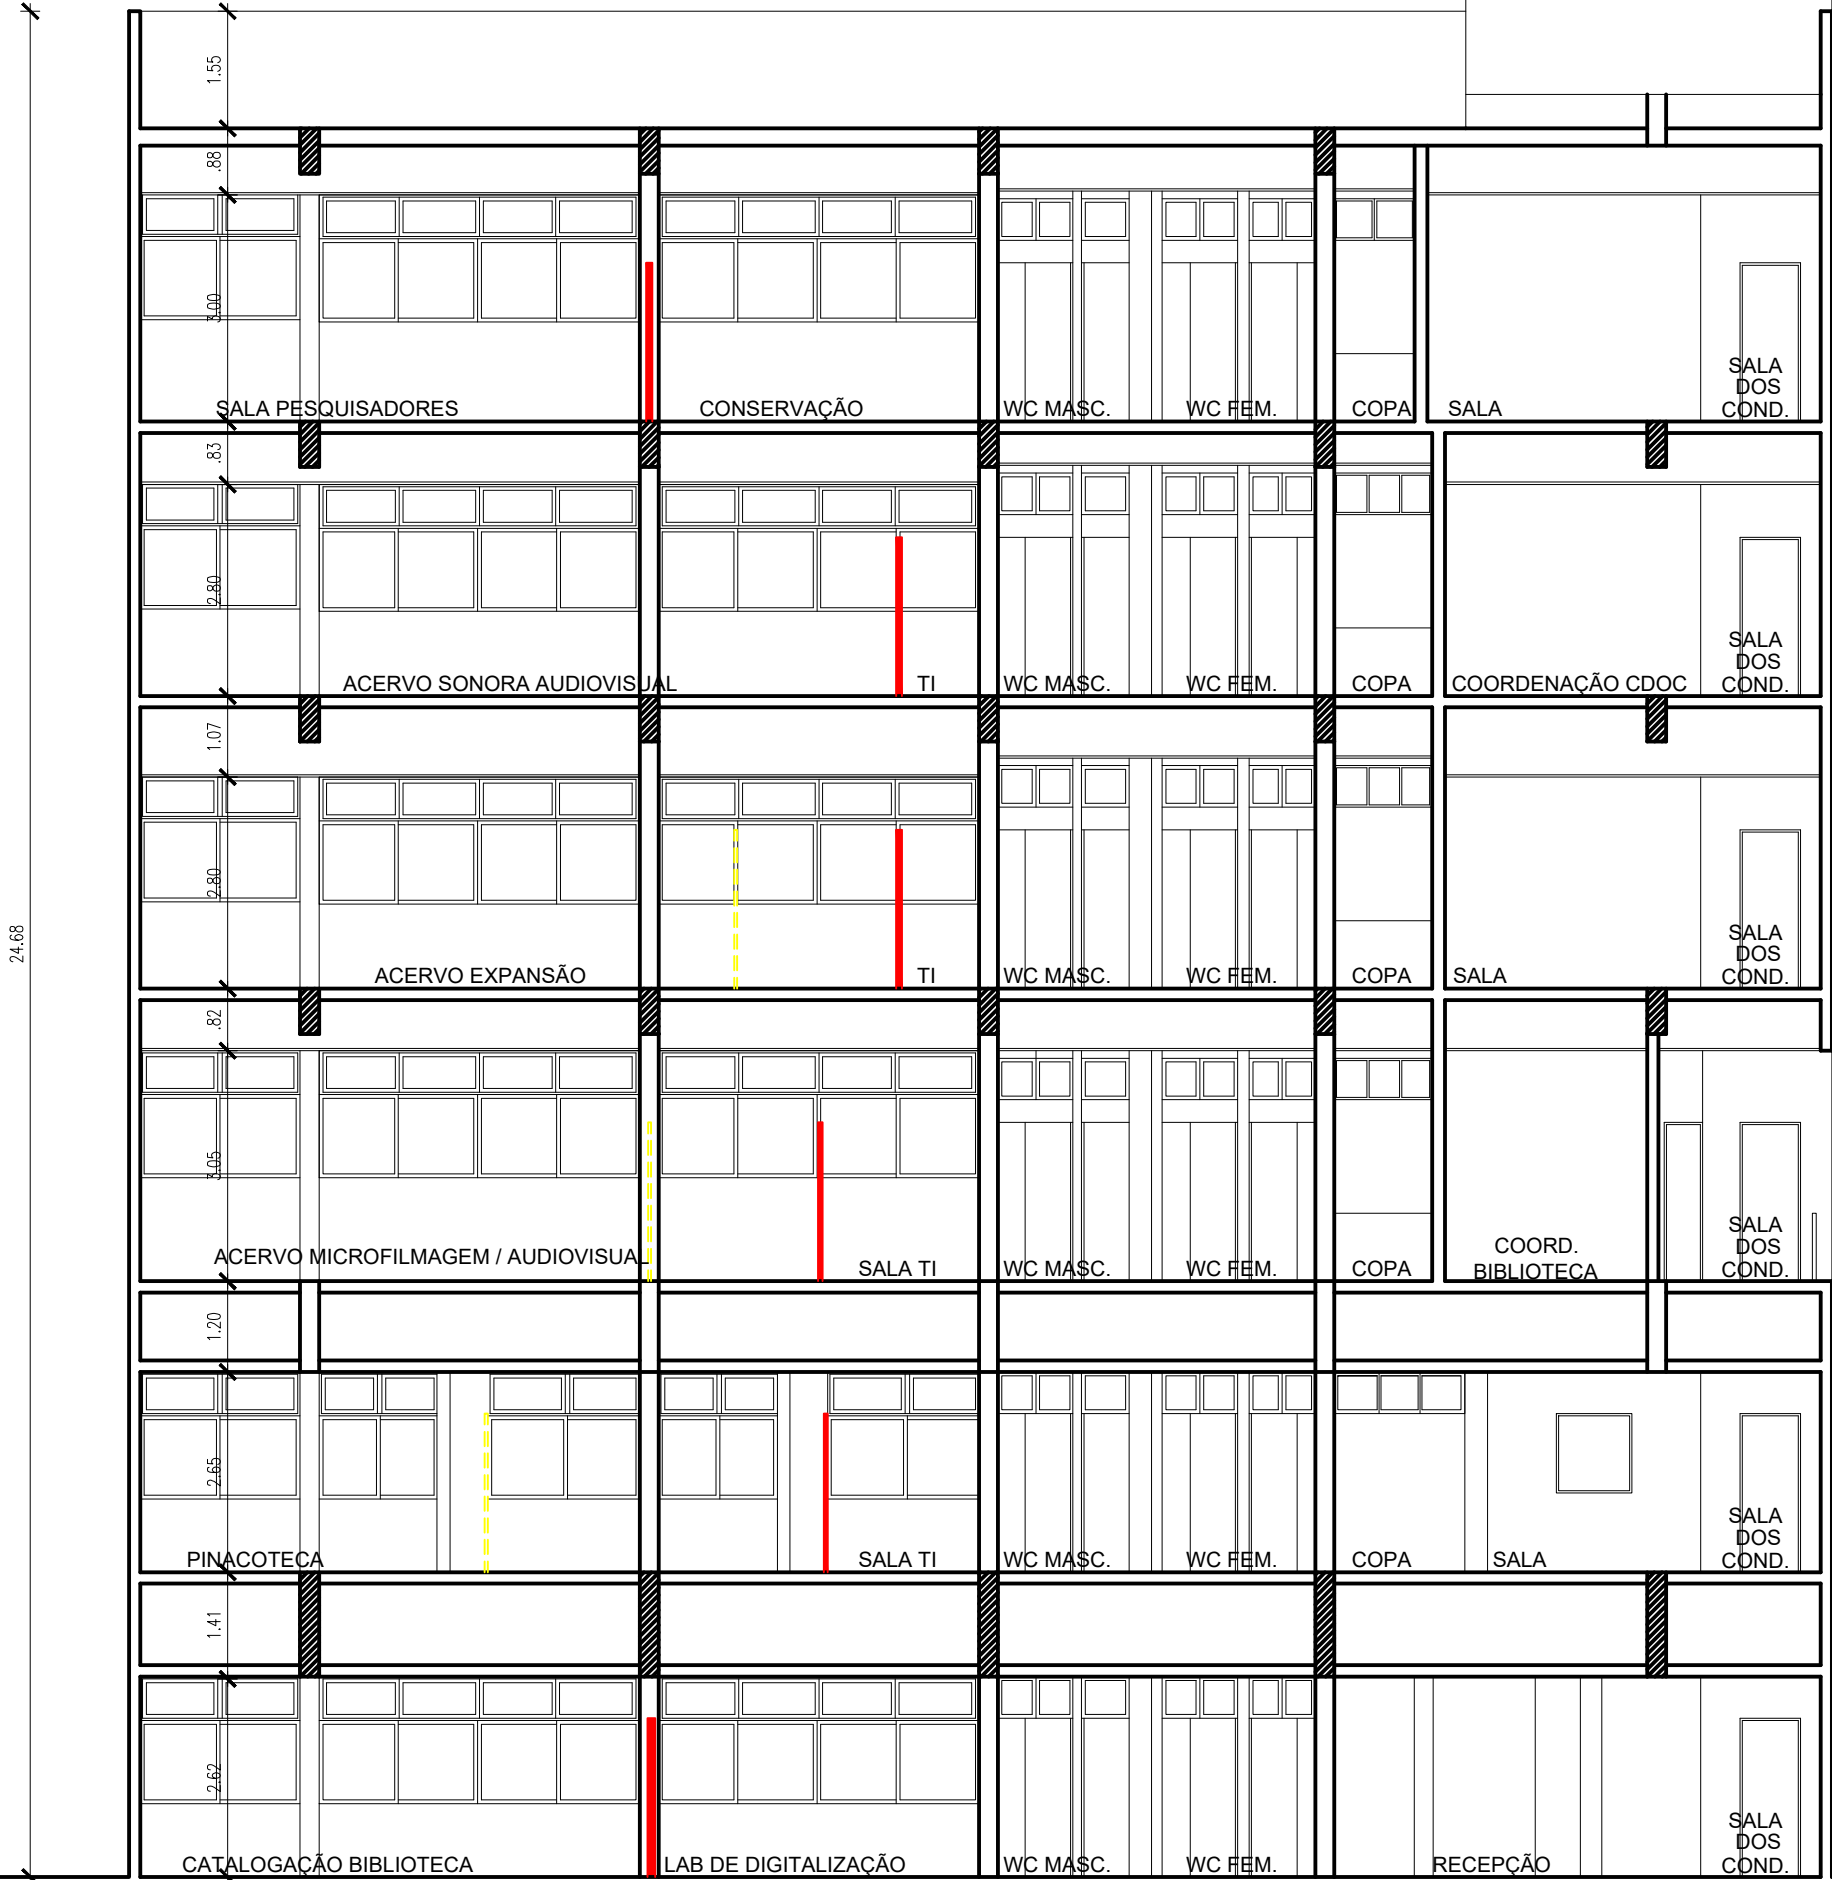 1.55
.88
3.00
SALA PESQUISADORES
CONSERVAÇÃO
WC MASC.
WC FEM.
COPA
SALA
SALA
DOS
COND.
.83
2.80
ACERVO SONORA AUDIOVISUAL
TI
WC MASC.
WC FEM.
COPA
COORDENAÇÃO CDOC
SALA
DOS
COND.
1.07
2.80
24.68
ACERVO EXPANSÃO
TI
WC MASC.
WC FEM.
COPA
SALA
SALA
DOS
COND.
.82
3.05
ACERVO MICROFILMAGEM / AUDIOVISUAL
SALA TI
WC MASC.
WC FEM.
COPA
COORD.
BIBLIOTECA
SALA
DOS
COND.
1.20
2.65
PINACOTECA
SALA TI
WC MASC.
WC FEM.
COPA
SALA
SALA
DOS
COND.
1.41
2.62
CATALOGAÇÃO BIBLIOTECA
LAB DE DIGITALIZAÇÃO
WC MASC.
WC FEM.
RECEPÇÃO
SALA
DOS
COND.